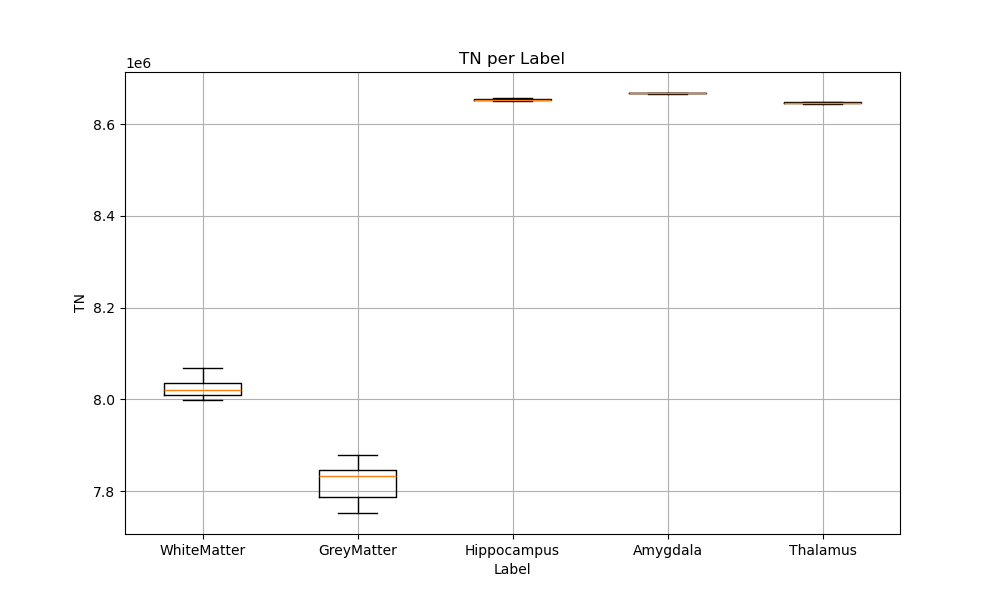 TN per Label
1e6
8.6
8.4
8.2
8.0
7.8
TN
WhiteMatter
GreyMatter
Hippocampus
Amygdala
Thalamus
Label